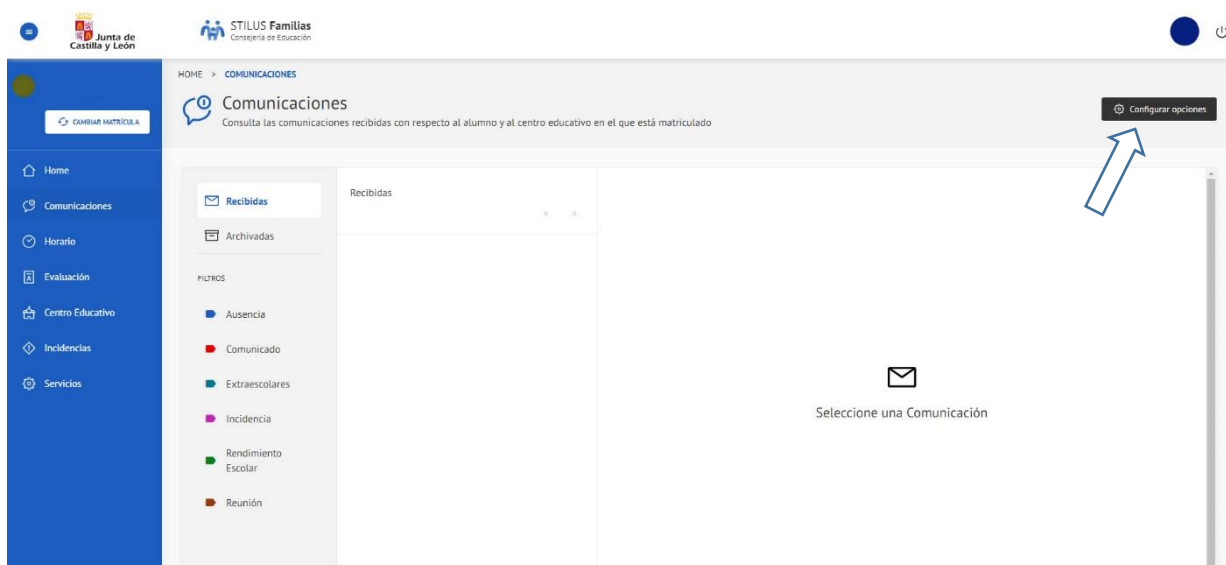 Junta de
Castilla y León
STILUS Familias
Consejería de Educación
HOME > COMUNICACIONES
Comunicaciones
Consulta las comunicaciones recibidas con respecto al alumno y al centro educativo en el que está matriculado
Configurar opciones
CAMBIAR MATRÍCULA
Home
Comunicaciones
Horario
Evaluación
Centro Educativo
Incidencias
Servicios
Recibidas
Archivadas
FILTROS
Ausencia
Comunicado
Extraescolares
Incidencia
Rendimiento
Escolar
Reunión
Recibidas
Seleccione una Comunicación